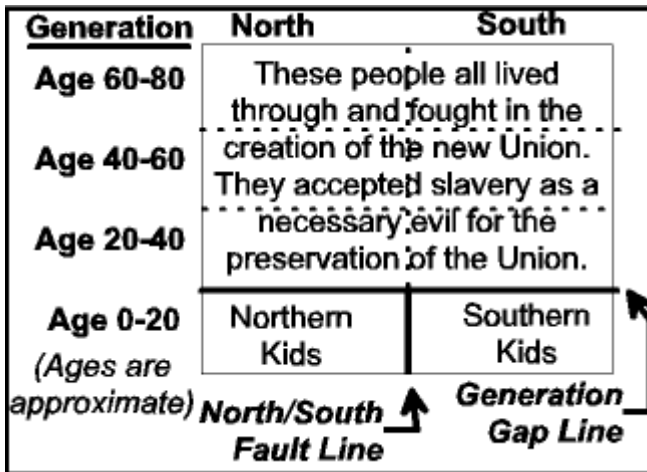 Generation North South
Age 60-80
These people all lived
through and fought in the
Age 40-60
creation of the new Union.
They accepted slavery as a
Age 20-40
necessary evil for the
preservation of the Union.
Age 0-20
(Ages are
approximate)
Northern
Kids
Southern
Kids
North/South
Fault Line
Generation
Gap Line